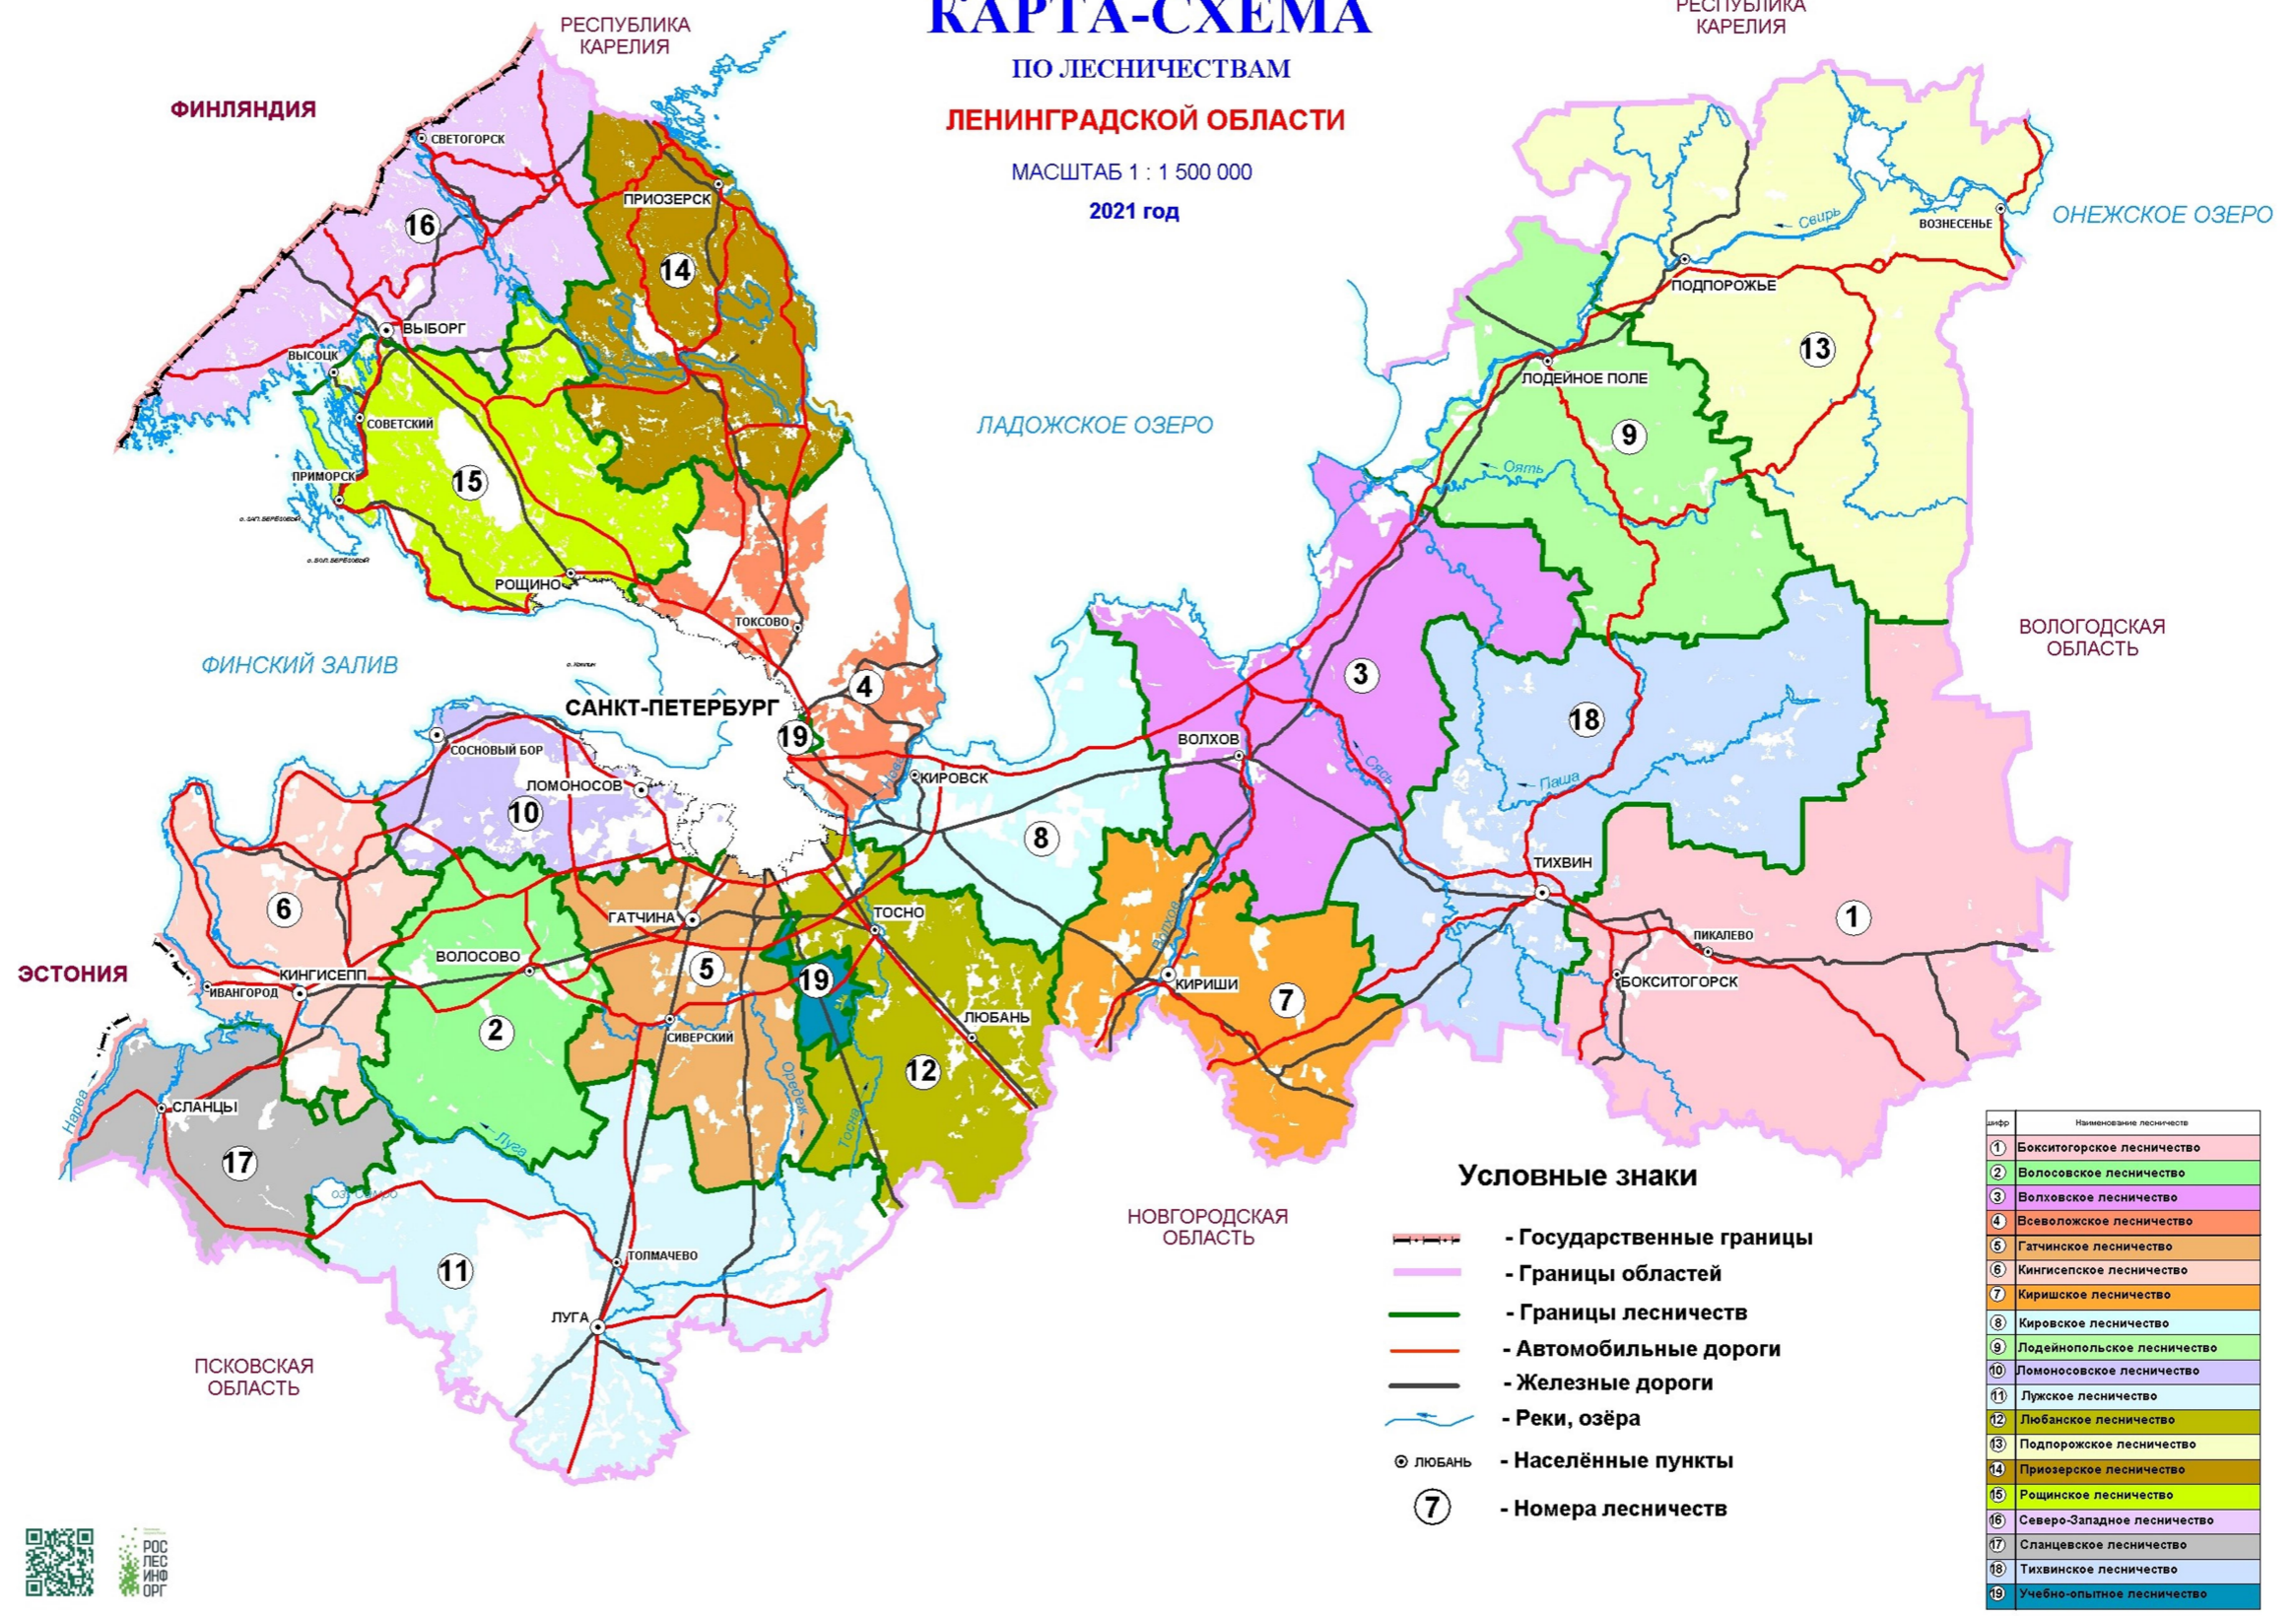 КАРТА-СХЕМА
ПО ЛЕСНИЧЕСТВАМ
ЛЕНИНГРАДСКОЙ ОБЛАСТИ
МАСШТАБ 1 : 1 500 000
2021 год
РЕСПУБЛИКА
КАРЕЛИЯ
РЕСПУБЛИКА
КАРЕЛИЯ
ФИНЛЯНДИЯ
СВЕТОГОРСК
ПРИОЗЕРСК
16
14
ВЫБОРГ
ВЫСОЦК
СОВЕТСКИЙ
ПРИМОРСК
15
о. ЗАП. БЕРЁЗОВЫЙ
о. БОЛ. БЕРЁЗОВЫЙ
РОЩИНО
ТОКСОВО
ФИНСКИЙ ЗАЛИВ
САНКТ-ПЕТЕРБУРГ
4
19
ЛАДОЖСКОЕ ОЗЕРО
ОНЕЖСКОЕ ОЗЕРО
ВОЗНЕСЕНЬЕ
Свирь
ПОДПОРОЖЬЕ
13
ЛОДЕЙНОЕ ПОЛЕ
9
Оять
ВОЛОГОДСКАЯ
ОБЛАСТЬ
3
18
ВОЛХОВ
Сясь
Паша
ТИХВИН
1
ПИКАЛЕВО
БОКСИТОГОРСК
СОСНОВЫЙ БОР
ЛОМОНОСОВ
10
КИРОВСК
Нева
8
6
ГАТЧИНА
ТОСНО
Волхов
ВОЛОСОВО
5
19
КИНГИСЕПП
ИВАНГОРОД
ЭСТОНИЯ
КИРИШИ
7
2
СИВЕРСКИЙ
ЛЮБАНЬ
12
Оредеж
Тосна
Нарва
СЛАНЦЫ
17
Луга
оз. Самро
11
ТОЛМАЧЕВО
ЛУГА
ПСКОВСКАЯ
ОБЛАСТЬ
НОВГОРОДСКАЯ
ОБЛАСТЬ
Условные знаки
- Государственные границы
- Границы областей
- Границы лесничеств
- Автомобильные дороги
- Железные дороги
- Реки, озёра
ЛЮБАНЬ - Населённые пункты
7 - Номера лесничеств
шифр Наименование лесничеств
1 Бокситогорское лесничество
2 Волосовское лесничество
3 Волховское лесничество
4 Всеволожское лесничество
5 Гатчинское лесничество
6 Кингисепское лесничество
7 Киришское лесничество
8 Кировское лесничество
9 Лодейнопольское лесничество
10 Ломоносовское лесничество
11 Лужское лесничество
12 Любанское лесничество
13 Подпорожское лесничество
14 Приозерское лесничество
15 Рощинское лесничество
16 Северо-Западное лесничество
17 Сланцевское лесничество
18 Тихвинское лесничество
19 Учебно-опытное лесничество
РОС
ЛЕС
ИНФ
ОРГ